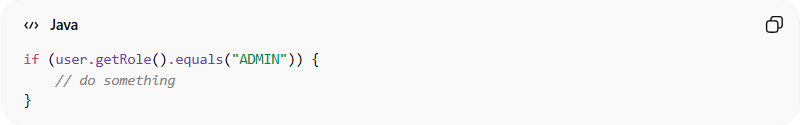 </> Java
if (user.getRole().equals("ADMIN")) {
    // do something
}